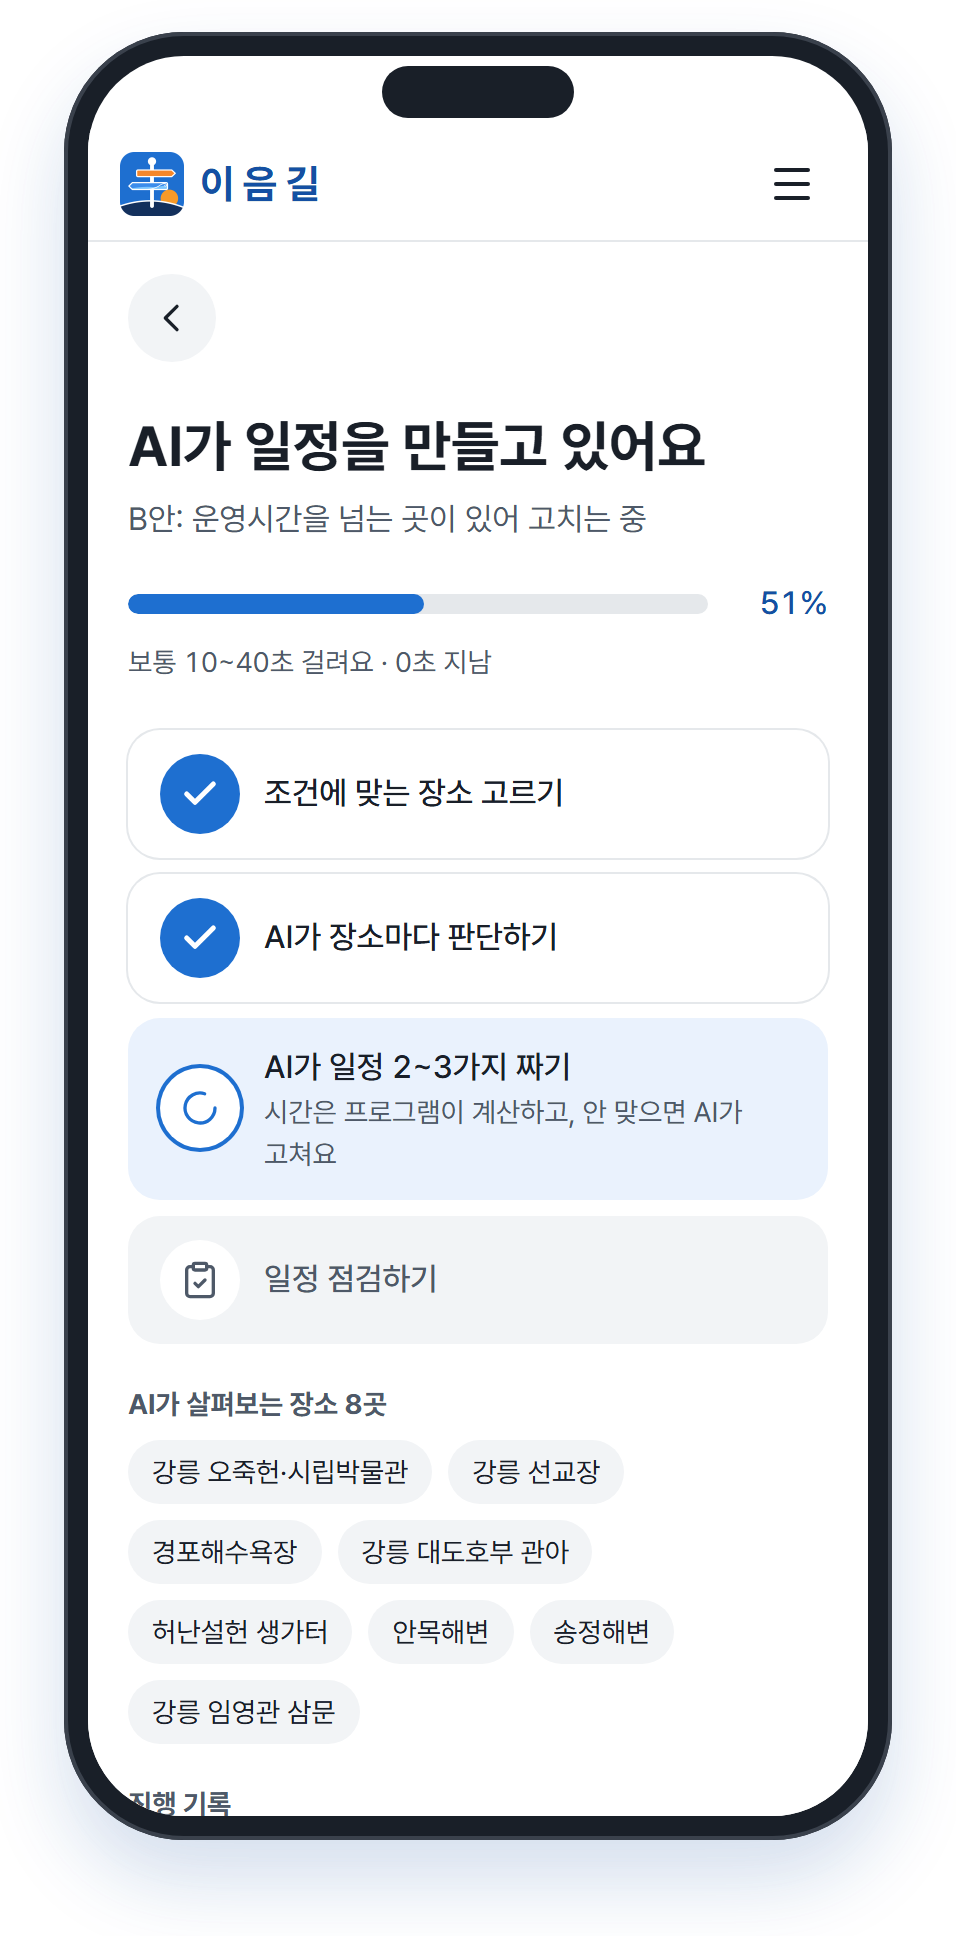 이음길
AI가 일정을 만들고 있어요
B안: 운영시간을 넘는 곳이 있어 고치는 중
51%
보통 10~40초 걸려요 · 0초 지남
조건에 맞는 장소 고르기
AI가 장소마다 판단하기
AI가 일정 2~3가지 짜기
시간은 프로그램이 계산하고, 안 맞으면 AI가
고쳐요
일정 점검하기
AI가 살펴보는 장소 8곳
강릉 오죽헌·시립박물관
강릉 선교장
경포해수욕장
강릉 대도호부 관아
허난설헌 생가터
안목해변
송정해변
강릉 임영관 삼문
진행 기록